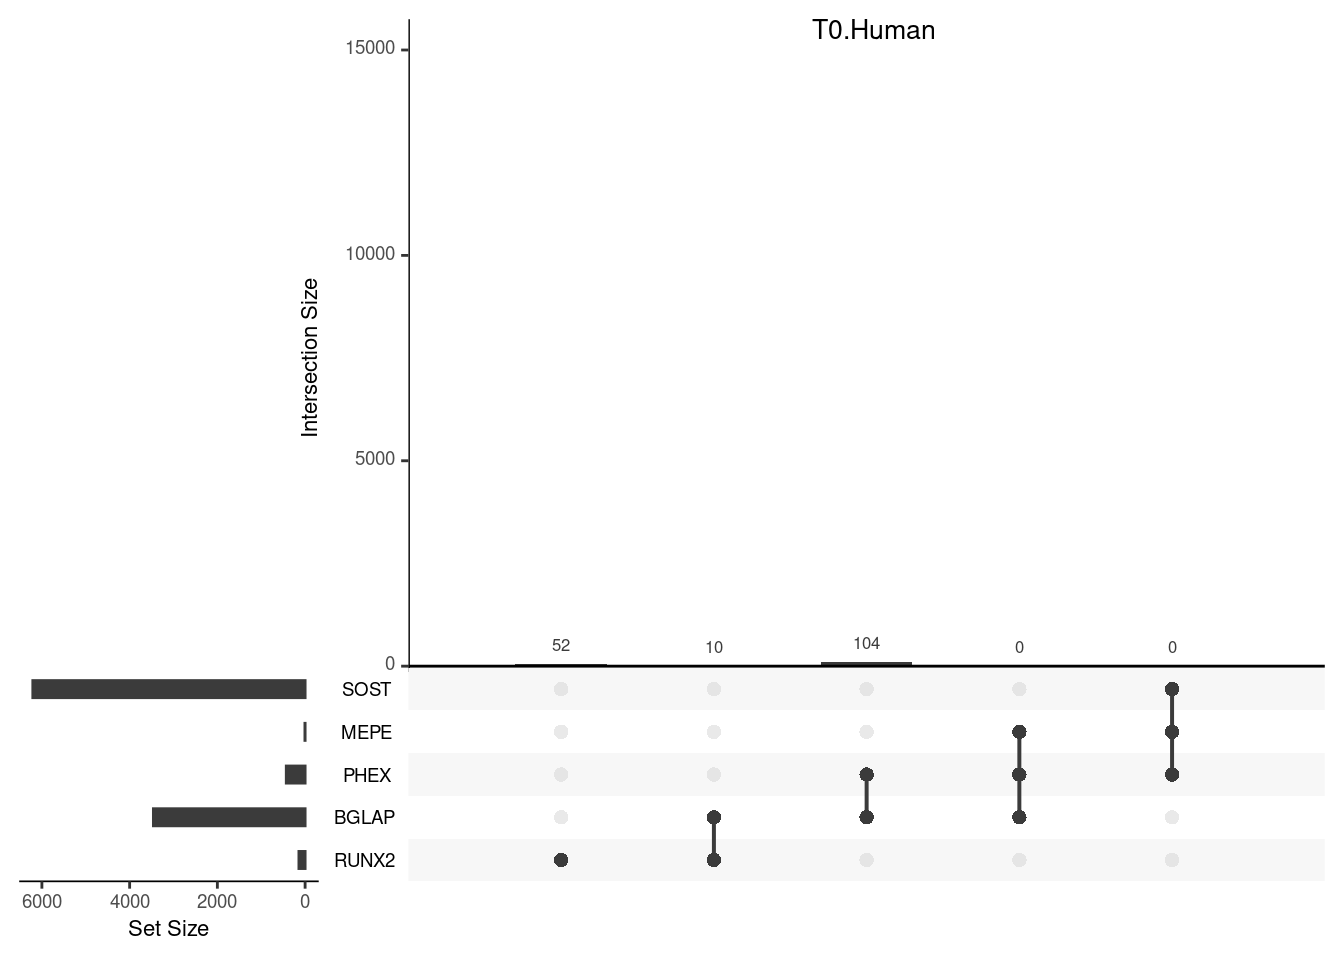 T0.Human
15000
10000
5000
0
Intersection Size
52
10
104
0
0
SOST
MEPE
PHEX
BGLAP
RUNX2
6000
4000
2000
0
Set Size